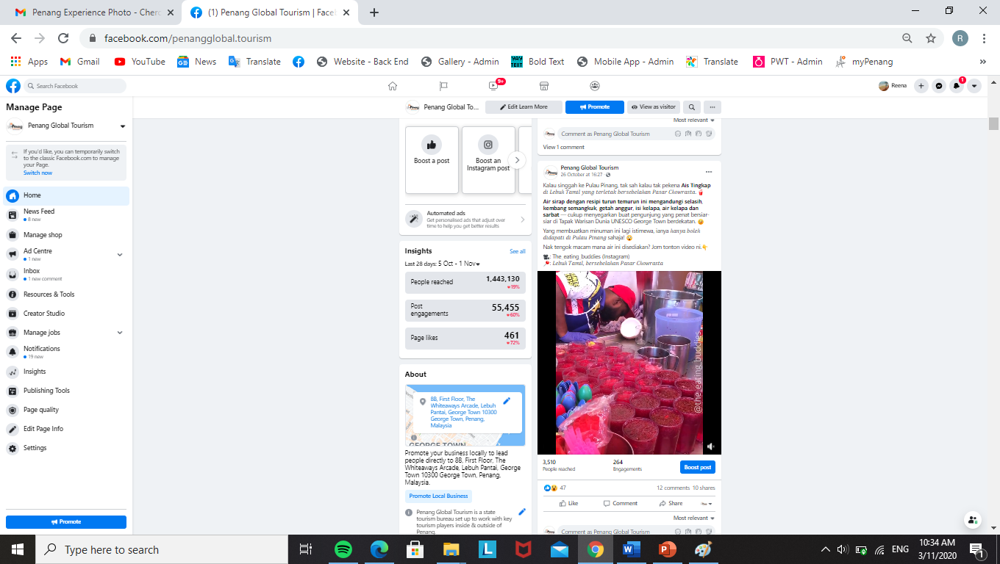 Penang Experience Photo - Cherc
(1) Penang Global Tourism | Face
facebook.com/penangglobal.tourism
R
Apps
Gmail
YouTube
News
Translate
Website - Back End
Gallery - Admin
YAY TEXT
Bold Text
Mobile App - Admin
Translate
PWT - Admin
myPenang
Search Facebook
9+
Reena
1
Manage Page
Penang Global Tourism
If you'd like, you can temporarily switch
to the classic Facebook.com to manage
your Page.
Switch now
Home
News Feed
8 new
Manage shop
Ad Centre
1 new
Inbox
1 new comment
Resources & Tools
Creator Studio
Manage jobs
Notifications
19 new
Insights
Publishing Tools
Page quality
Edit Page Info
Settings
Promote
Penang Global To...
Edit Learn More
Promote
View as visitor
Boost a post
Boost an
Instagram post
Automated ads
Get personalised ads that adjust over
time to help you get better results
Insights
See all
Last 28 days: 5 Oct - 1 Nov
People reached
1,443,130
19%
Post
engagements
55,455
60%
Page likes
461
72%
About
8B, First Floor, The
Whiteaways Arcade, Lebuh
Pantai, George Town 10300
George Town, Penang,
Malaysia
GEORGE TOWN
Promote your business locally to lead
people directly to 8B, First Floor, The
Whiteaways Arcade, Lebuh Pantai, George
Town 10300 George Town, Penang,
Malaysia.
Promote Local Business
Penang Global Tourism is a state
tourism bureau set up to work with key
tourism players inside & outside of
Penang.
Most relevant
Comment as Penang Global Tourism
View 1 comment
Penang Global Tourism
26 October at 16:27
Kalau singgah ke Pulau Pinang, tak sah kalau tak pekena Ais Tingkap
di Lebuh Tamil yang terletak bersebelahan Pasar Chowrasta. 🥤
Air sirap dengan resipi turun temurun ini mengandungi selasih,
kembang semangkuk, getah anggur, isi kelapa, air kelapa dan
sarbat — cukup menyegarkan buat pengunjung yang penat bersiar-
siar di Tapak Warisan Dunia UNESCO George Town berdekatan. 😋
Yang membuatkan minuman ini lagi istimewa, ianya hanya boleh
didapati di Pulau Pinang sahaja! 😮
Nak tengok macam mana air ini disediakan? Jom tonton video ni.👇
🎥: The_eating_buddies (Instagram)
📍: Lebuh Tamil, bersebelahan Pasar Chowrasta
@the_eating_buddies
3,510
People reached
264
Engagements
Boost post
47
12 comments 10 shares
Like
Comment
Share
Most relevant
Comment as Penang Global Tourism
Type here to search
L
ENG
10:34 AM
3/11/2020
1